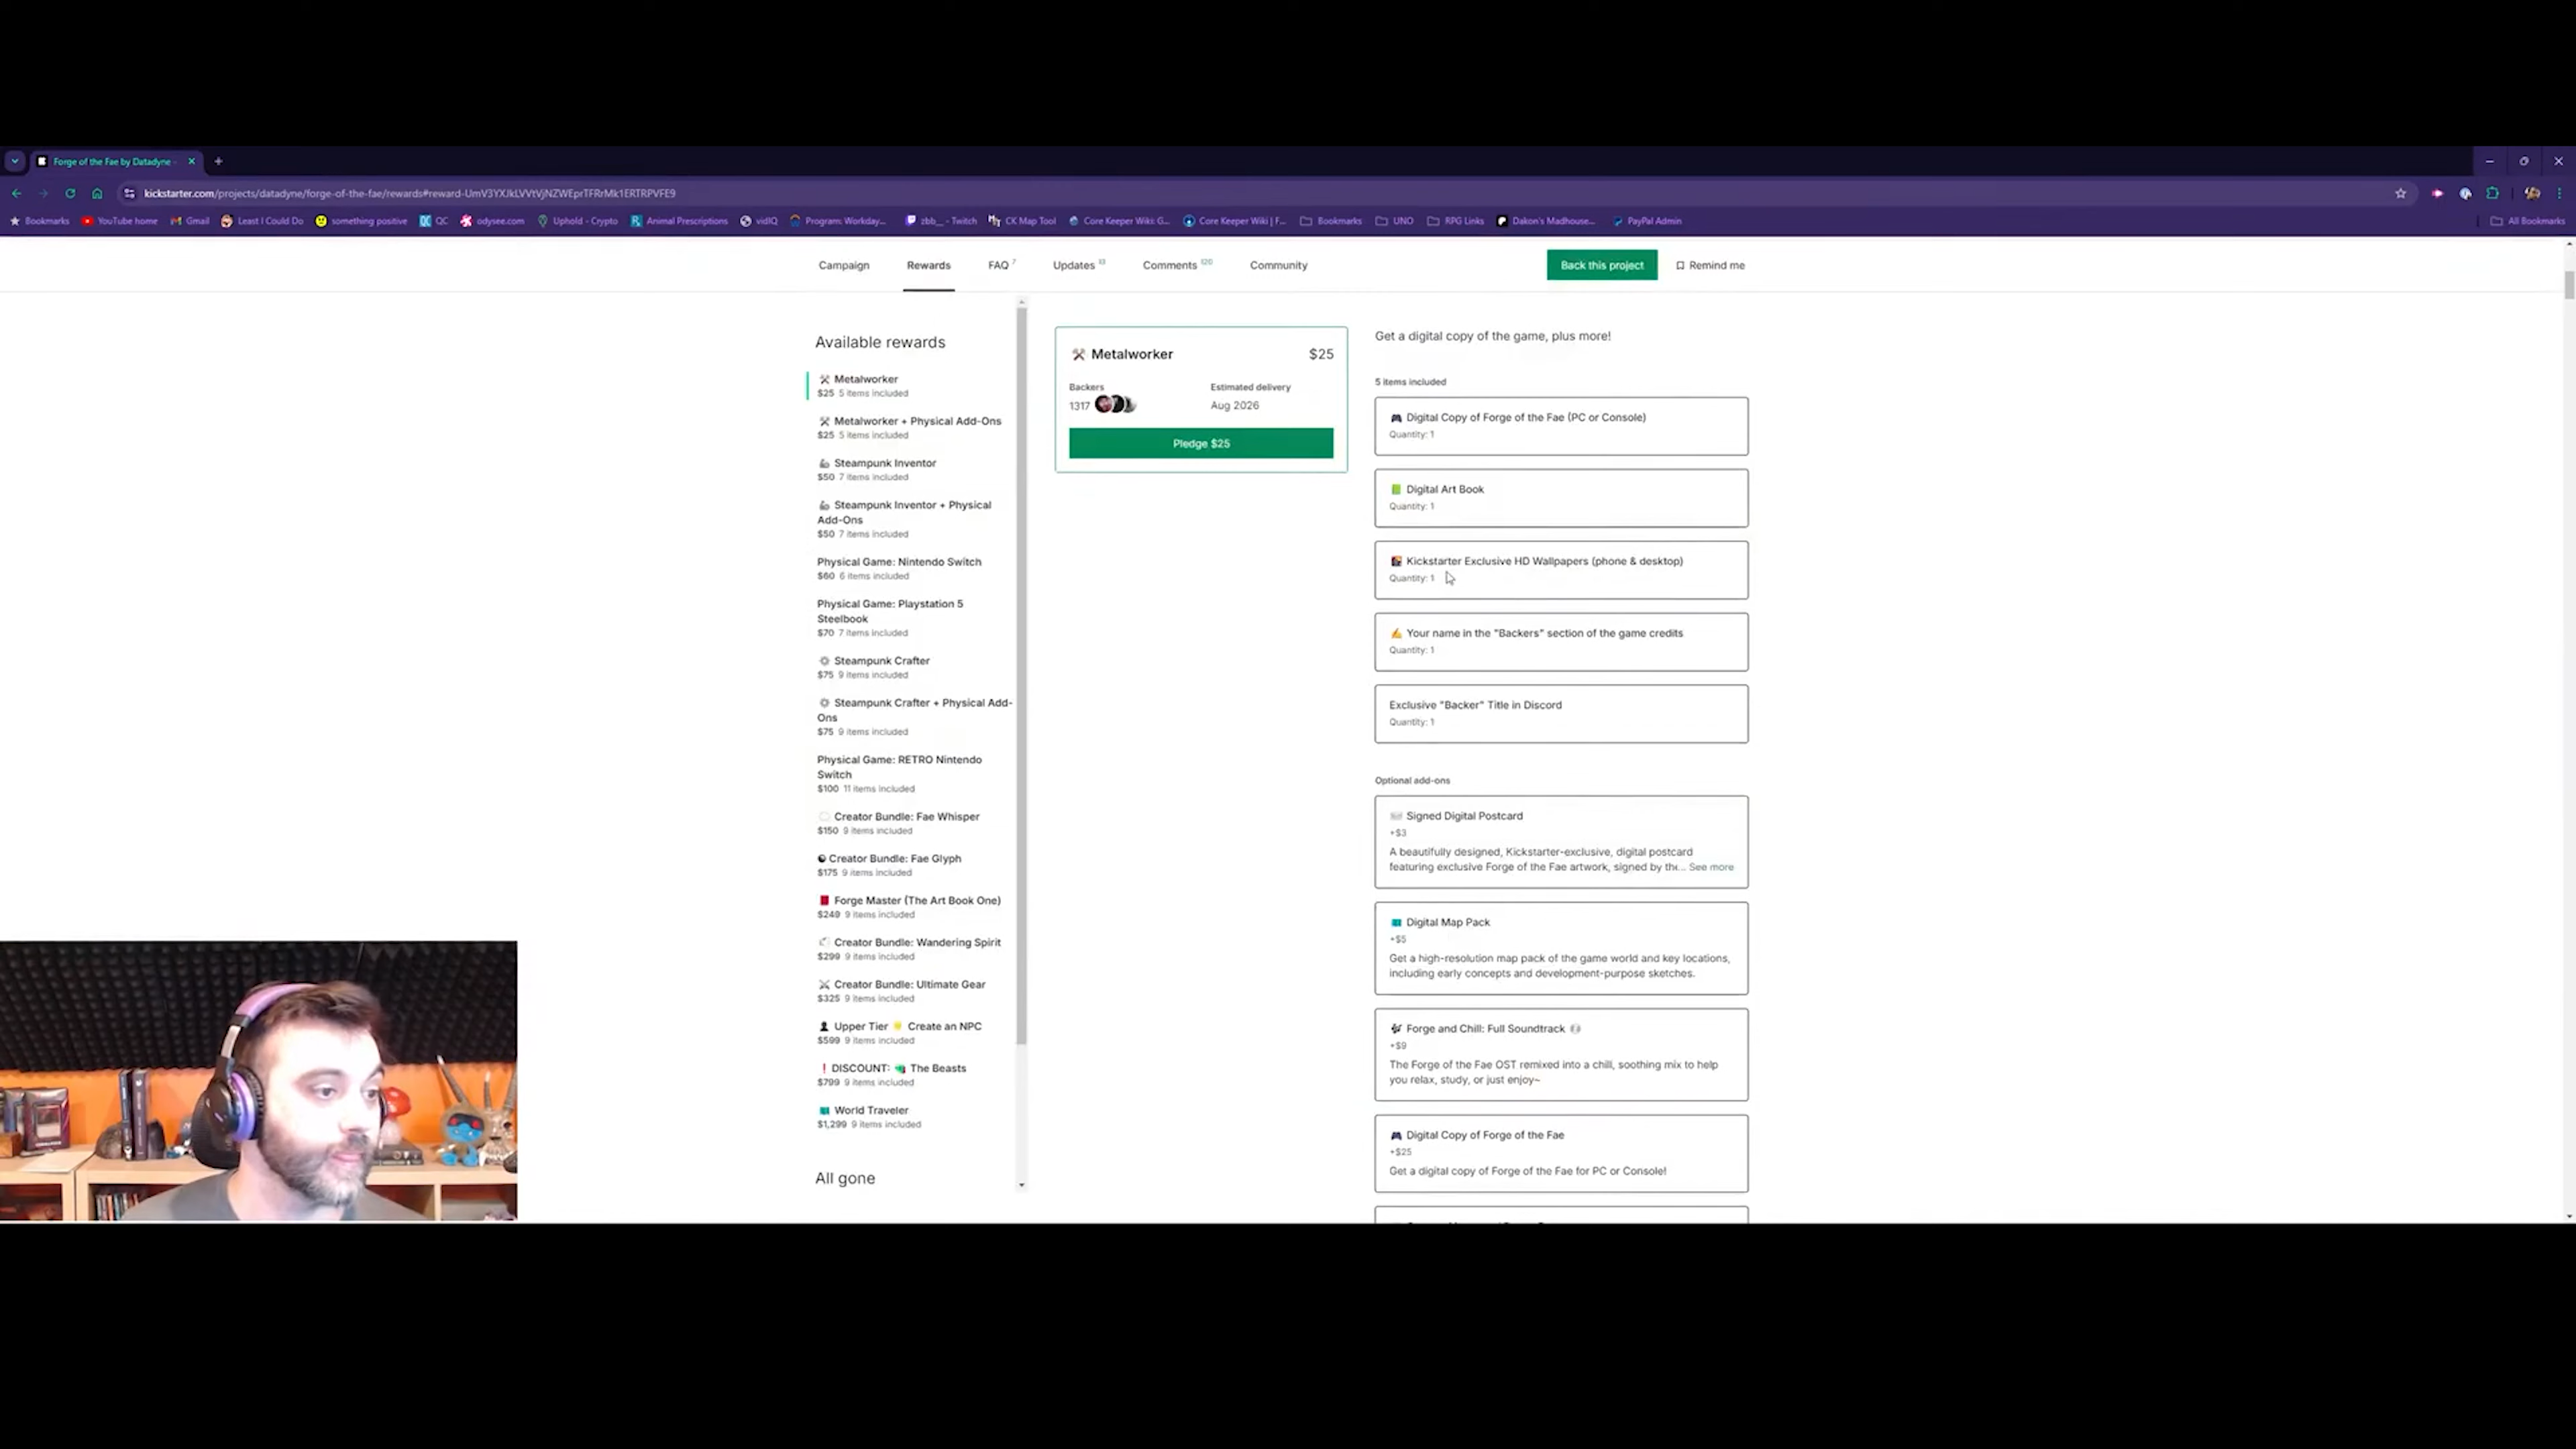 Forge of the Fae by Datadyne -
kickstarter.com/projects/datadyne/forge-of-the-fae/rewards#reward-UmV3YXJkLVVtVjNZWEprTFRrMk1ERTRPVFE9
Bookmarks YouTube home Gmail Least I Could Do something positive QC odysee.com Uphold - Crypto Animal Prescriptions vidIQ Program: Workday... zbb__ - Twitch CK Map Tool Core Keeper Wiki: G... Core Keeper Wiki | F... Bookmarks UNO RPG Links Dakon's Madhouse... PayPal Admin All Bookmarks
Campaign Rewards FAQ 7 Updates 13 Comments 120 Community Back this project Remind me
Available rewards
Metalworker
$25 5 items included
Metalworker + Physical Add-Ons
$25 5 items included
Steampunk Inventor
$50 7 items included
Steampunk Inventor + Physical
Add-Ons
$50 7 items included
Physical Game: Nintendo Switch
$60 6 items included
Physical Game: Playstation 5
Steelbook
$70 7 items included
Steampunk Crafter
$75 9 items included
Steampunk Crafter + Physical Add-
Ons
$75 9 items included
Physical Game: RETRO Nintendo
Switch
$100 11 items included
Creator Bundle: Fae Whisper
$150 9 items included
Creator Bundle: Fae Glyph
$175 9 items included
Forge Master (The Art Book One)
$249 9 items included
Creator Bundle: Wandering Spirit
$299 9 items included
Creator Bundle: Ultimate Gear
$325 9 items included
Upper Tier Create an NPC
$599 9 items included
DISCOUNT: The Beasts
$799 9 items included
World Traveler
$1,299 9 items included
All gone
Metalworker $25
Backers Estimated delivery
1317 Aug 2026
Pledge $25
Get a digital copy of the game, plus more!
5 items included
Digital Copy of Forge of the Fae (PC or Console)
Quantity: 1
Digital Art Book
Quantity: 1
Kickstarter Exclusive HD Wallpapers (phone & desktop)
Quantity: 1
Your name in the "Backers" section of the game credits
Quantity: 1
Exclusive "Backer" Title in Discord
Quantity: 1
Optional add-ons
Signed Digital Postcard
+$3
A beautifully designed, Kickstarter-exclusive, digital postcard
featuring exclusive Forge of the Fae artwork, signed by the... See more
Digital Map Pack
+$5
Get a high-resolution map pack of the game world and key locations,
including early concepts and development-purpose sketches.
Forge and Chill: Full Soundtrack
+$9
The Forge of the Fae OST remixed into a chill, soothing mix to help
you relax, study, or just enjoy~
Digital Copy of Forge of the Fae
+$25
Get a digital copy of Forge of the Fae for PC or Console!